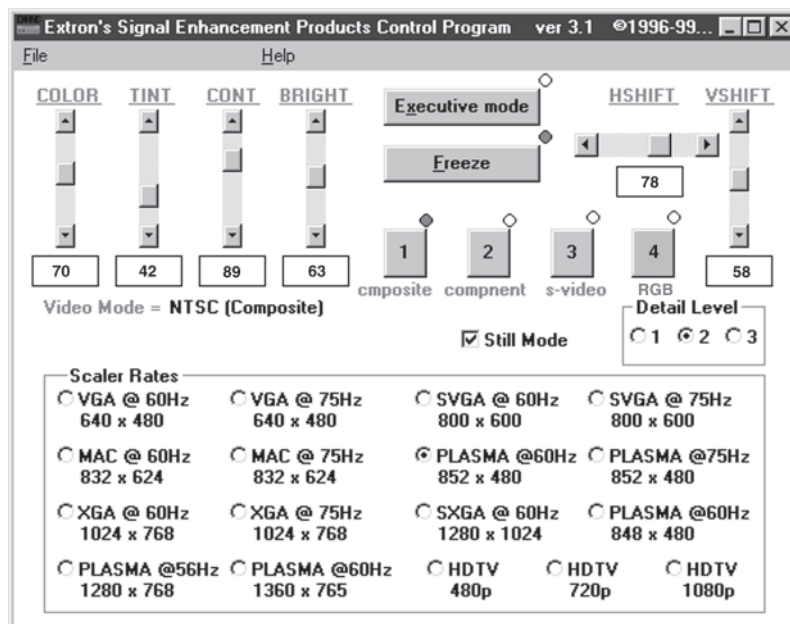 Extron's Signal Enhancement Products Control Program ver 3.1 ©1996-99...
File Help
COLOR TINT CONT BRIGHT HSHIFT VSHIFT
Executive mode
Freeze
78
1 2 3 4
70 42 89 63 58
cmposite compnent s-video RGB
Video Mode = NTSC (Composite)
Detail Level
1 2 3
Still Mode
Scaler Rates
VGA @ 60Hz VGA @ 75Hz SVGA @ 60Hz SVGA @ 75Hz
640 x 480 640 x 480 800 x 600 800 x 600
MAC @ 60Hz MAC @ 75Hz PLASMA @60Hz PLASMA @75Hz
832 x 624 832 x 624 852 x 480 852 x 480
XGA @ 60Hz XGA @ 75Hz SXGA @ 60Hz PLASMA @60Hz
1024 x 768 1024 x 768 1280 x 1024 848 x 480
PLASMA @56Hz PLASMA @60Hz HDTV HDTV HDTV
1280 x 768 1360 x 765 480p 720p 1080p